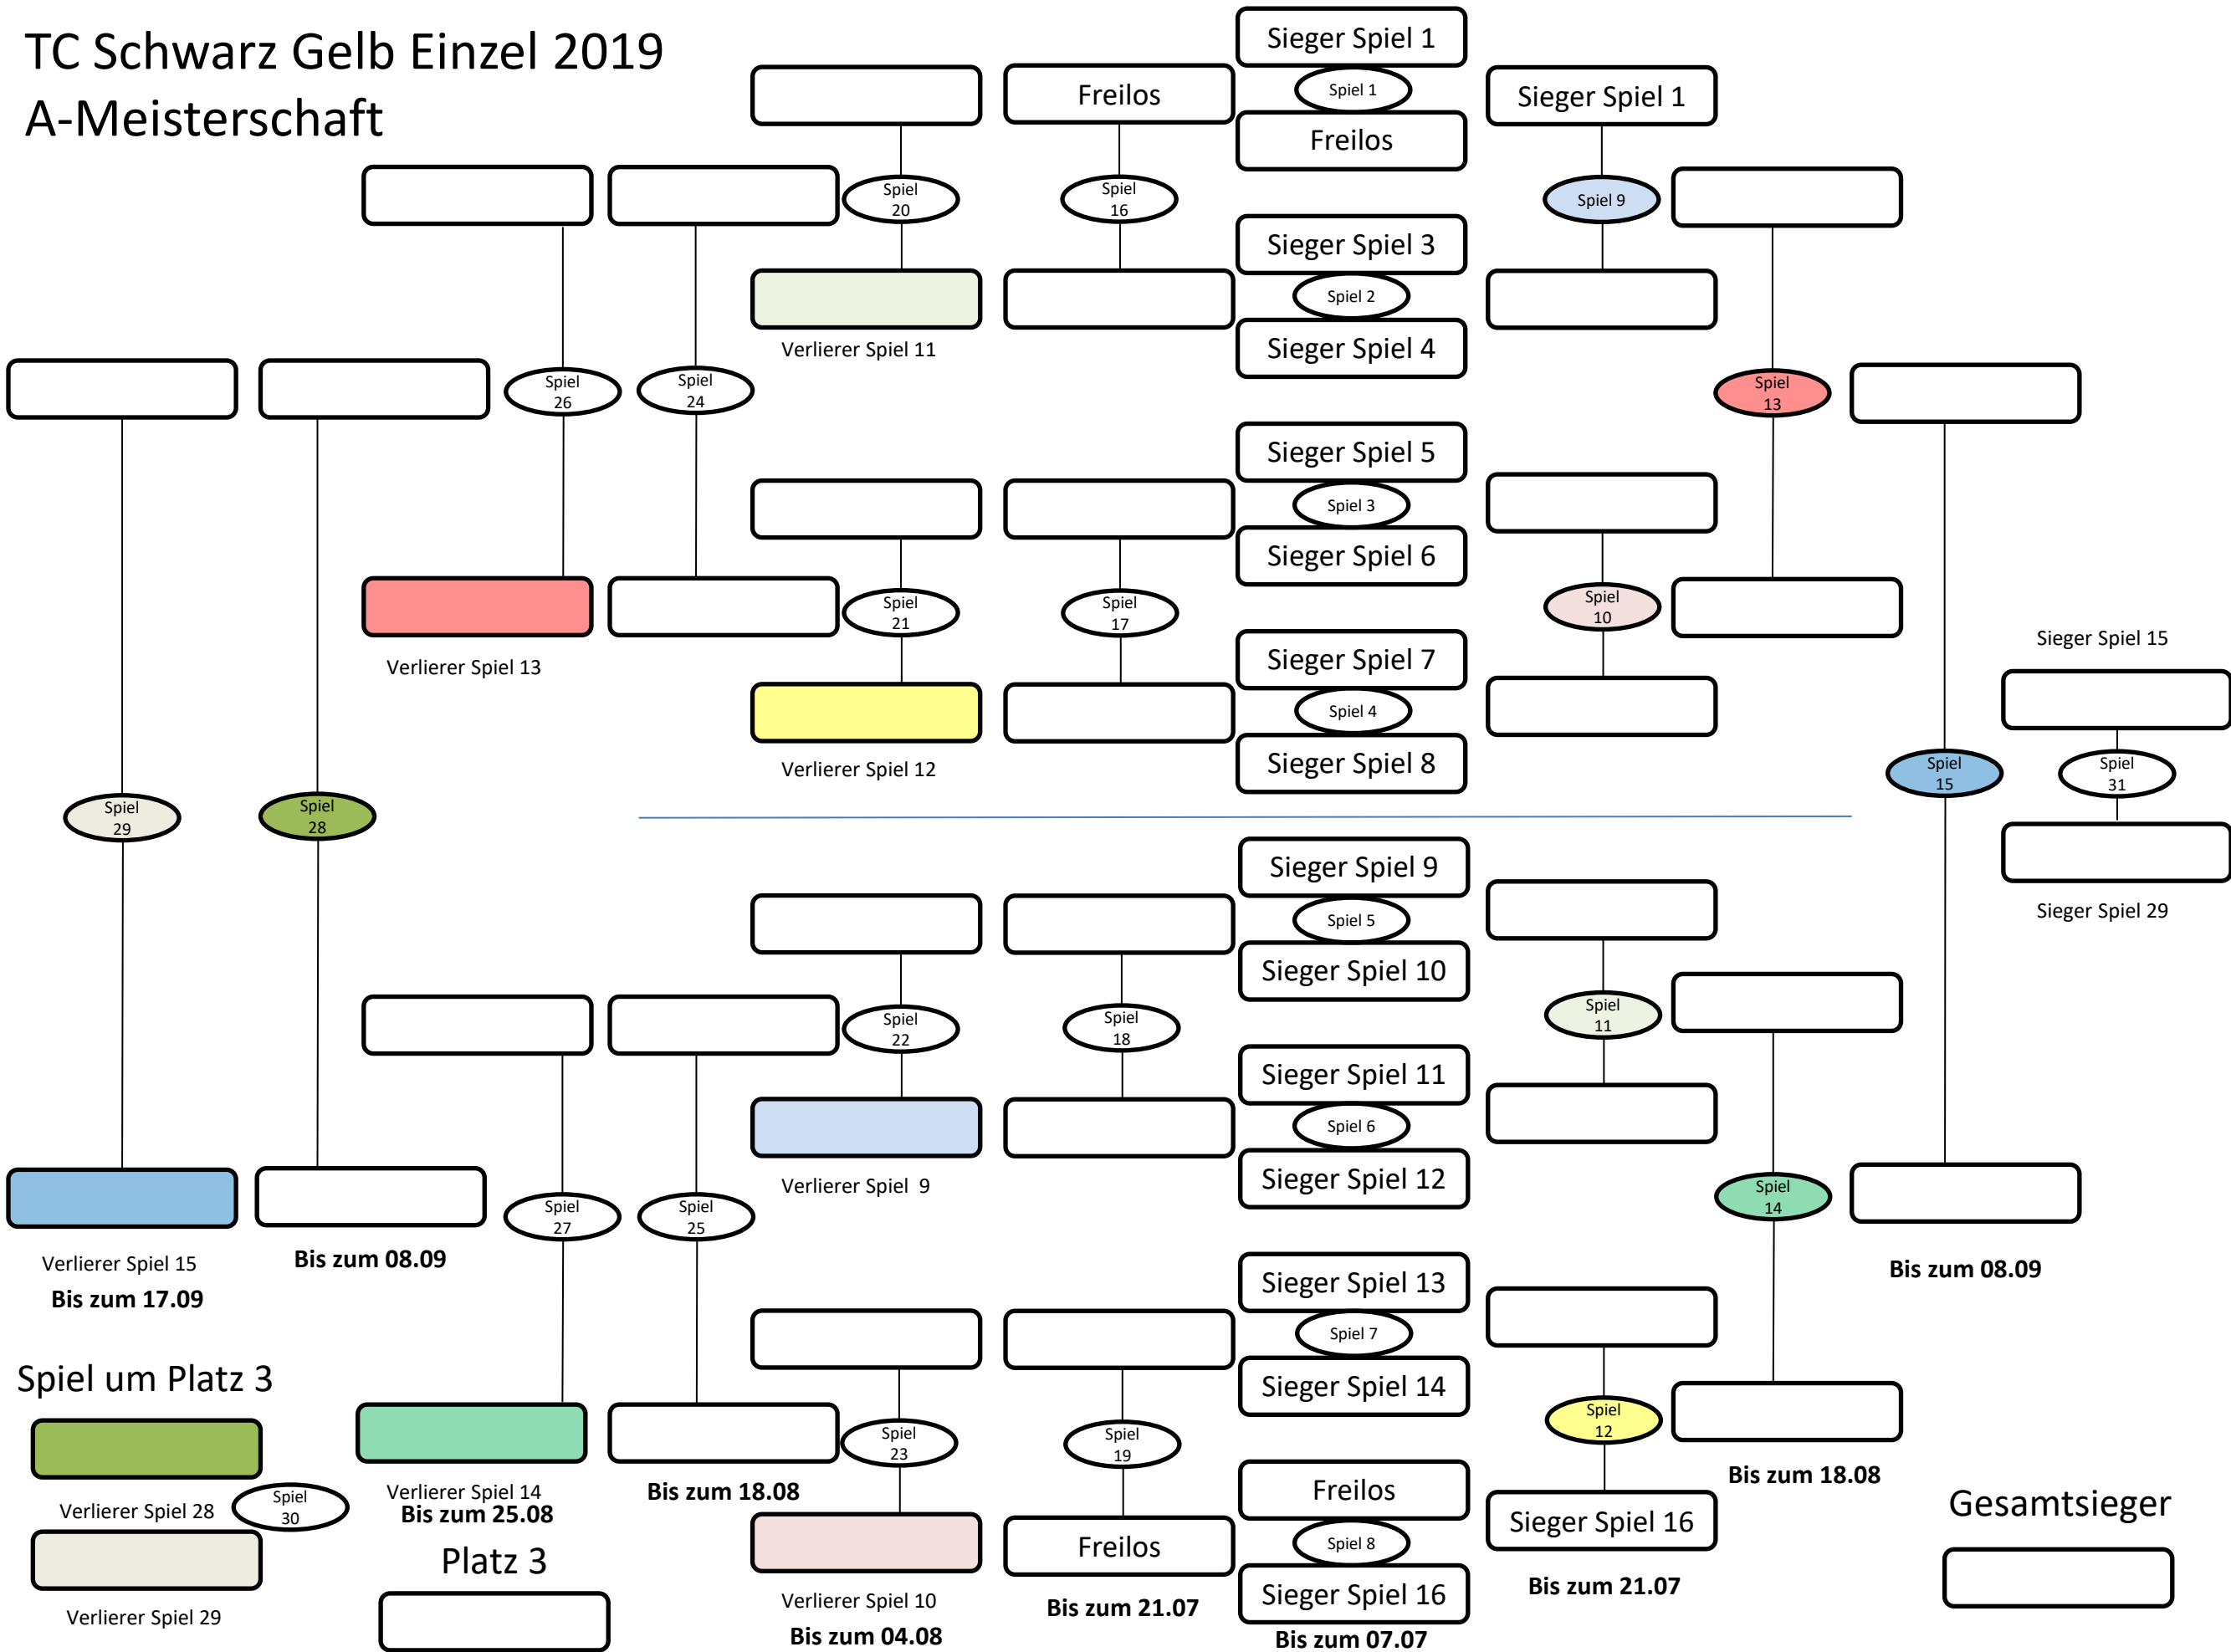 TC Schwarz Gelb Einzel 2019
A-Meisterschaft
Sieger Spiel 1
Spiel 1
Freilos
Freilos
Sieger Spiel 1
Spiel
20
Spiel
16
Spiel 9
Sieger Spiel 3
Spiel 2
Sieger Spiel 4
Verlierer Spiel 11
Spiel
26
Spiel
24
Spiel
13
Sieger Spiel 5
Spiel 3
Sieger Spiel 6
Spiel
21
Spiel
17
Spiel
10
Verlierer Spiel 13
Sieger Spiel 7
Spiel 4
Sieger Spiel 8
Verlierer Spiel 12
Sieger Spiel 15
Spiel
15
Spiel
31
Sieger Spiel 29
Spiel
29
Spiel
28
Sieger Spiel 9
Spiel 5
Sieger Spiel 10
Spiel
22
Spiel
18
Spiel
11
Sieger Spiel 11
Spiel 6
Sieger Spiel 12
Verlierer Spiel  9
Spiel
27
Spiel
25
Spiel
14
Verlierer Spiel 15
Bis zum 17.09
Bis zum 08.09
Bis zum 08.09
Sieger Spiel 13
Spiel 7
Sieger Spiel 14
Spiel
23
Spiel
19
Spiel
12
Spiel um Platz 3
Verlierer Spiel 28
Spiel
30
Verlierer Spiel 29
Verlierer Spiel 14
Bis zum 25.08
Bis zum 18.08
Platz 3
Verlierer Spiel 10
Bis zum 04.08
Freilos
Bis zum 21.07
Freilos
Spiel 8
Sieger Spiel 16
Bis zum 07.07
Sieger Spiel 16
Bis zum 21.07
Bis zum 18.08
Gesamtsieger